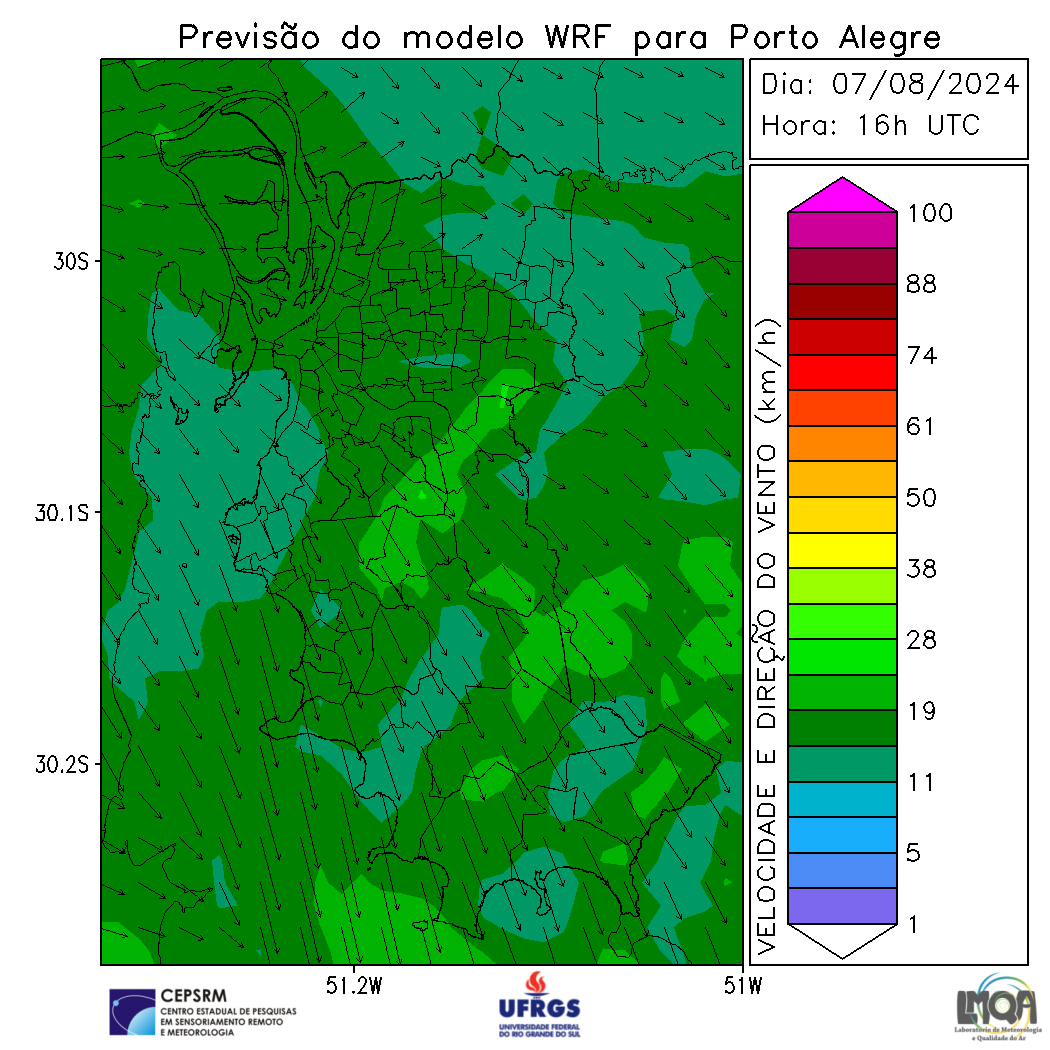 Previsão do modelo WRF para Porto Alegre
Dia: 07/08/2024
Hora: 16h UTC
30S
30.1S
30.2S
51.2W
51W
VELOCIDADE E DIREÇÃO DO VENTO (km/h)
100
88
74
61
50
38
28
19
11
5
1
CEPSRM
CENTRO ESTADUAL DE PESQUISAS
EM SENSORIAMENTO REMOTO
E METEOROLOGIA
UFRGS
UNIVERSIDADE FEDERAL
DO RIO GRANDE DO SUL
LMQA
Laboratório de Meteorologia
e Qualidade do Ar